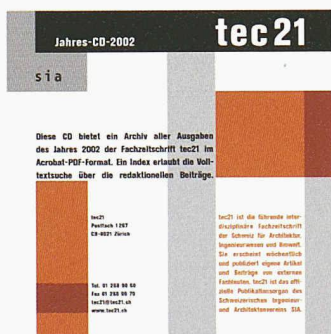 Jahres-CD-2002
tec21
sia
Diese CD bietet ein Archiv aller Ausgaben
des Jahres 2002 der Fachzeitschrift tec21 im
Acrobat-PDF-Format. Ein Index erlaubt die Voll-
textsuche über die redaktionellen Beiträge.
tec21
Postfach 1267
CH-8021 Zürich
Tel. 01 288 90 60
Fax 01 288 90 70
tec21@tec21.ch
www.tec21.ch
tec21 ist die führende inter-
disziplinäre Fachzeitschrift
der Schweiz für Architektur,
Ingenieurwesen und Umwelt.
Sie erscheint wöchentlich
und publiziert eigene Artikel
und Beiträge von externen
Fachleuten. tec21 ist das offi-
zielle Publikationsorgan des
Schweizerischen Ingenieur-
und Architektenvereins SIA.